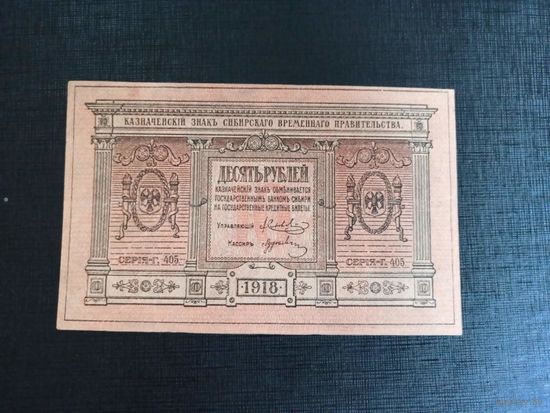 КАЗНАЧЕЙСКІЙ ЗНАКЪ СИБИРСКАГО ВРЕМЕННАГО ПРАВИТЕЛЬСТВА.
ДЕСЯТЬ РУБЛЕЙ
КАЗНАЧЕЙСКІЙ ЗНАКЪ ОБМѢНИВАЕТСЯ
ГОСУДАРСТВЕННЫМЪ БАНКОМЪ СИБИРИ
НА ГОСУДАРСТВЕННЫЕ КРЕДИТНЫЕ БИЛЕТЫ.
УПРАВЛЯЮЩІЙ
КАССИРЪ
СЕРІЯ-Г. 405
СЕРІЯ-Г. 405
1918